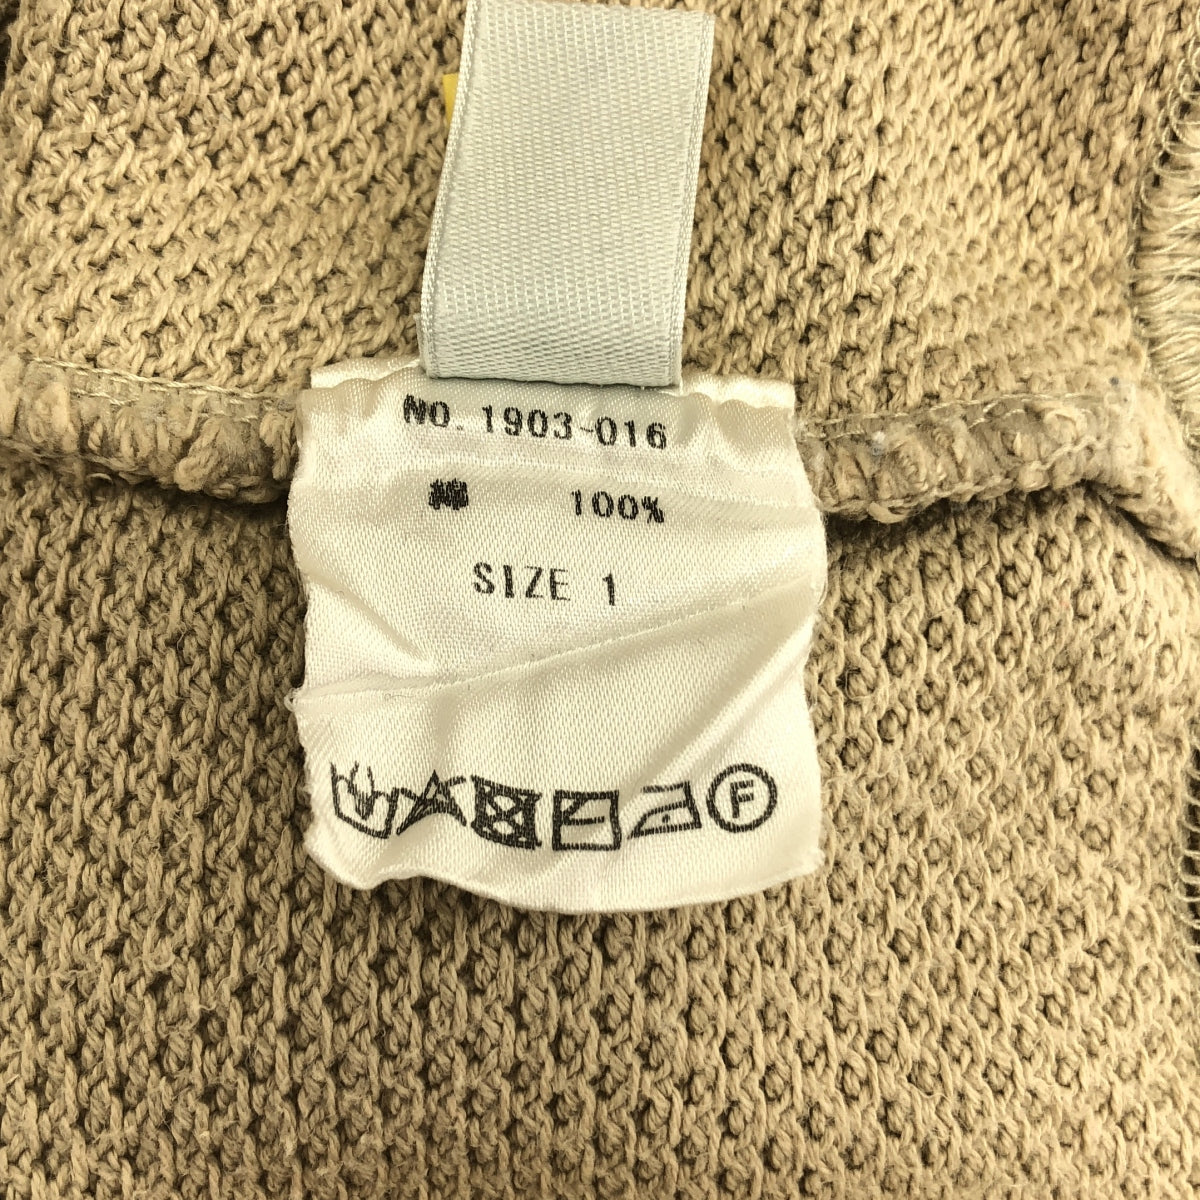 NO. 1903-016
綿 100%
SIZE 1
F